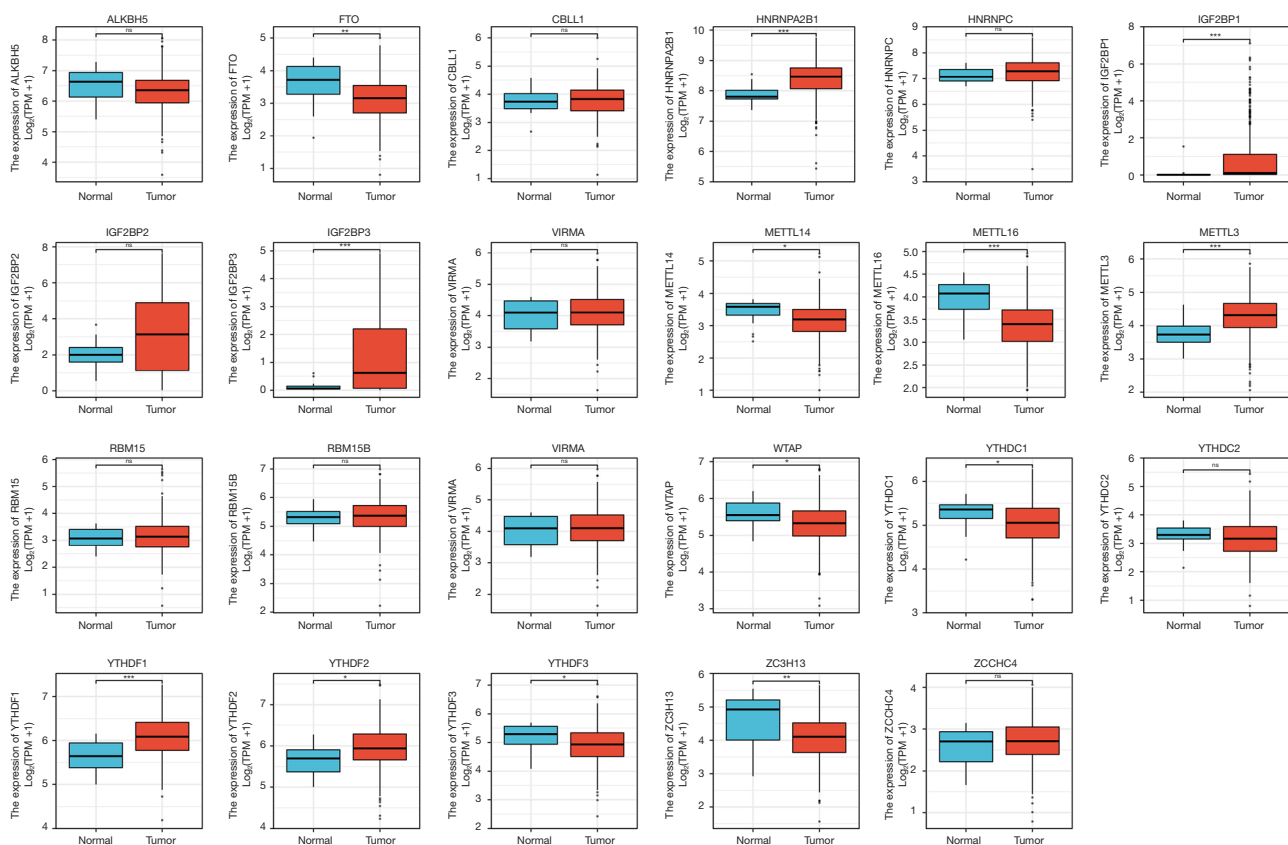 ALKBH5
ns
The expression of ALKBH5
Log2(TPM +1)
8
7
6
5
4
Normal
Tumor
FTO
**
The expression of FTO
Log2(TPM +1)
5
4
3
2
1
Normal
Tumor
CBLL1
ns
The expression of CBLL1
Log2(TPM +1)
6
5
4
3
2
1
Normal
Tumor
HNRNPA2B1
***
The expression of HNRNPA2B1
Log2(TPM +1)
10
9
8
7
6
5
Normal
Tumor
HNRNPC
ns
The expression of HNRNPC
Log2(TPM +1)
9
8
7
6
5
4
3
Normal
Tumor
IGF2BP1
***
The expression of IGF2BP1
Log2(TPM +1)
8
6
4
2
0
Normal
Tumor
IGF2BP2
ns
The expression of IGF2BP2
Log2(TPM +1)
8
6
4
2
0
Normal
Tumor
IGF2BP3
***
The expression of IGF2BP3
Log2(TPM +1)
5
4
3
2
1
0
Normal
Tumor
VIRMA
ns
The expression of VIRMA
Log2(TPM +1)
6
5
4
3
2
Normal
Tumor
METTL14
*
The expression of METTL14
Log2(TPM +1)
5
4
3
2
1
Normal
Tumor
METTL16
***
The expression of METTL16
Log2(TPM +1)
5.0
4.5
4.0
3.5
3.0
2.5
2.0
Normal
Tumor
METTL3
***
The expression of METTL3
Log2(TPM +1)
6
5
4
3
2
Normal
Tumor
RBM15
ns
The expression of RBM15
Log2(TPM +1)
6
5
4
3
2
1
Normal
Tumor
RBM15B
ns
The expression of RBM15B
Log2(TPM +1)
7
6
5
4
3
2
Normal
Tumor
VIRMA
ns
The expression of VIRMA
Log2(TPM +1)
6
5
4
3
2
Normal
Tumor
WTAP
*
The expression of WTAP
Log2(TPM +1)
7
6
5
4
3
Normal
Tumor
YTHDC1
*
The expression of YTHDC1
Log2(TPM +1)
6
5
4
3
Normal
Tumor
YTHDC2
ns
The expression of YTHDC2
Log2(TPM +1)
6
5
4
3
2
1
Normal
Tumor
YTHDF1
***
The expression of YTHDF1
Log2(TPM +1)
7
6
5
4
Normal
Tumor
YTHDF2
*
The expression of YTHDF2
Log2(TPM +1)
8
7
6
5
4
Normal
Tumor
YTHDF3
*
The expression of YTHDF3
Log2(TPM +1)
7
6
5
4
3
2
Normal
Tumor
ZC3H13
**
The expression of ZC3H13
Log2(TPM +1)
6
5
4
3
2
Normal
Tumor
ZCCHC4
ns
The expression of ZCCHC4
Log2(TPM +1)
4
3
2
1
Normal
Tumor